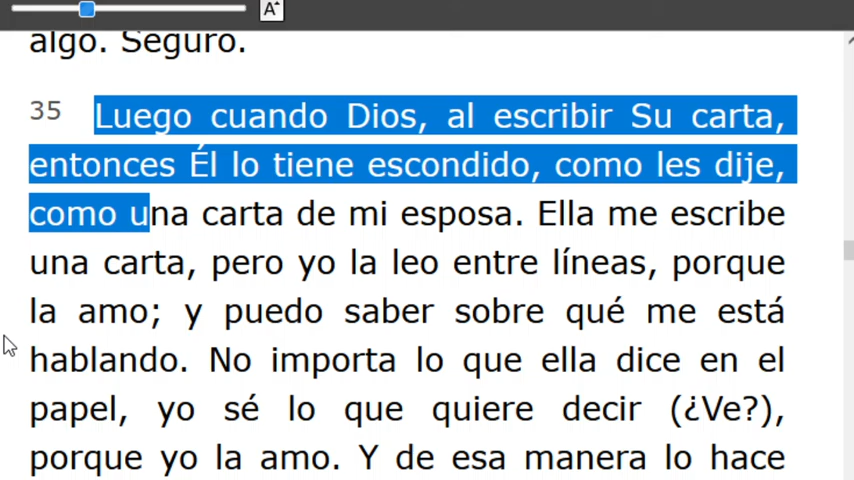 A
algo. Seguro.
35 Luego cuando Dios, al escribir Su carta,
entonces Él lo tiene escondido, como les dije,
como una carta de mi esposa. Ella me escribe
una carta, pero yo la leo entre líneas, porque
la amo; y puedo saber sobre qué me está
hablando. No importa lo que ella dice en el
papel, yo sé lo que quiere decir (¿Ve?),
porque yo la amo. Y de esa manera lo hace